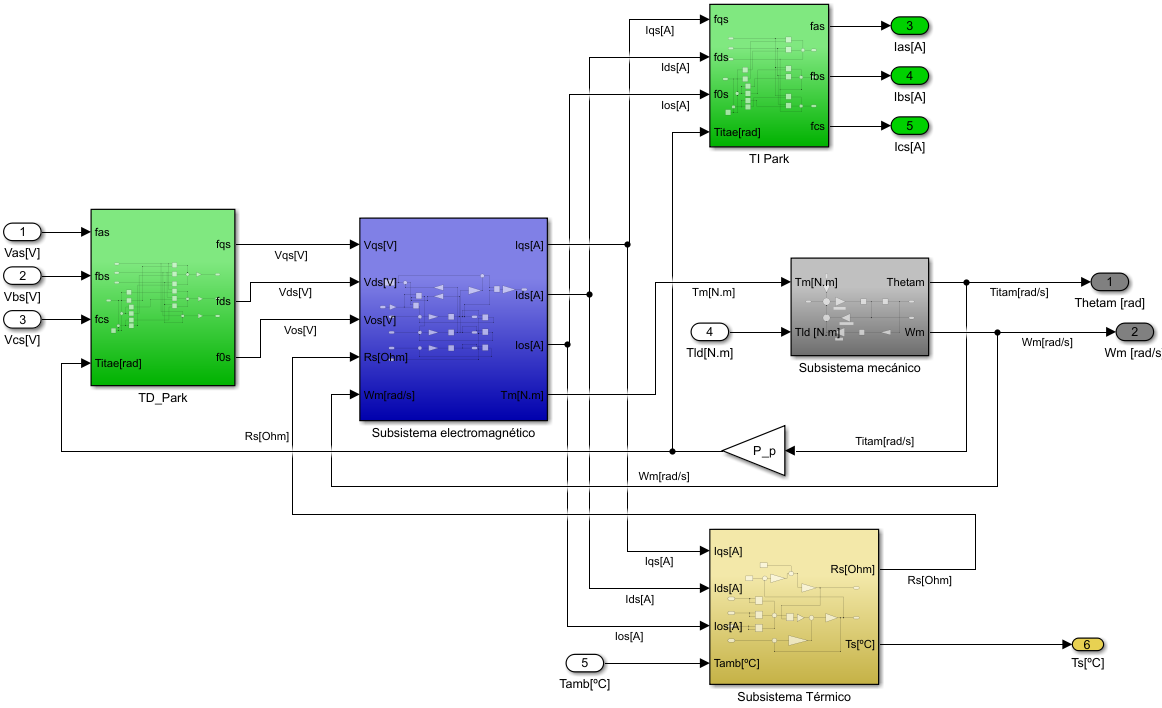 fqs
Iqs[A]
fas
3
Ias[A]
fds
Ids[A]
fbs
4
Ibs[A]
f0s
Ios[A]
fcs
5
Ics[A]
Titae[rad]
TI Park
1
Vas[V]
2
Vbs[V]
3
Vcs[V]
fas
fbs
fcs
Titae[rad]
fqs
fds
f0s
TD_Park
Vqs[V]
Vds[V]
Vos[V]
Vqs[V]
Vds[V]
Vos[V]
Rs[Ohm]
Wm[rad/s]
Iqs[A]
Ids[A]
Ios[A]
Tm[N.m]
Subsistema electromagnético
Tm[N.m]
4
Tld[N.m]
Tm[N.m]
Tld [N.m]
Thetam
Wm
Subsistema mecánico
Titam[rad/s]
1
Thetam [rad]
Wm[rad/s]
2
Wm [rad/s
Rs[Ohm]
P_p
Titam[rad/s]
Wm[rad/s]
Iqs[A]
Ids[A]
Ios[A]
5
Tamb[ºC]
Iqs[A]
Ids[A]
Ios[A]
Tamb[ºC]
Rs[Ohm]
Ts[ºC]
Subsistema Térmico
Rs[Ohm]
6
Ts[ºC]